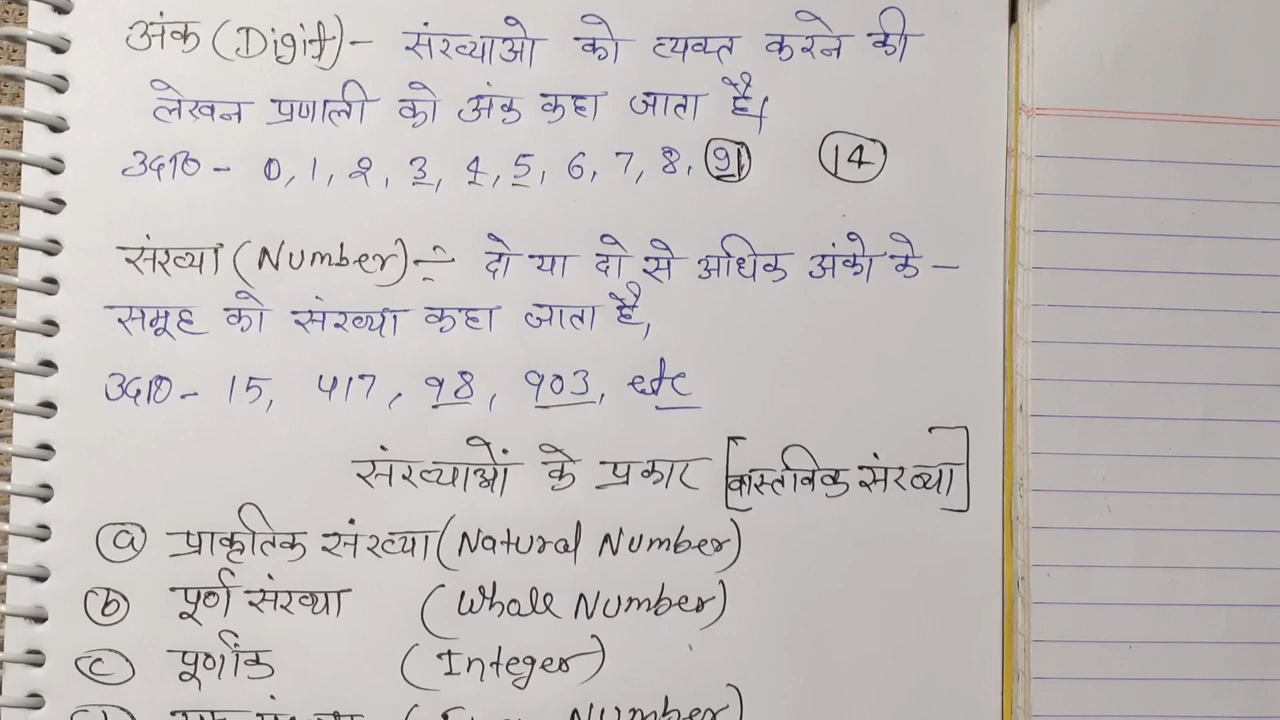 अंक (Digit) - संख्याओ को व्यक्त करने की
लेखन प्रणाली को अंक कहा जाता है।
उदा० - 0, 1, 2, 3, 4, 5, 6, 7, 8, 9 14
संख्या (Number) ÷ दो या दो से अधिक अंको के -
समूह को संख्या कहा जाता है,
उदा० - 15, 417, 98, 903, etc
संख्याओं के प्रकार [वास्तविक संख्या]
(a) प्राकृतिक संख्या (Natural Number)
(b) पूर्ण संख्या (Whole Number)
(c) पूर्णांक (Integer)
(d) संख्या ( Number)